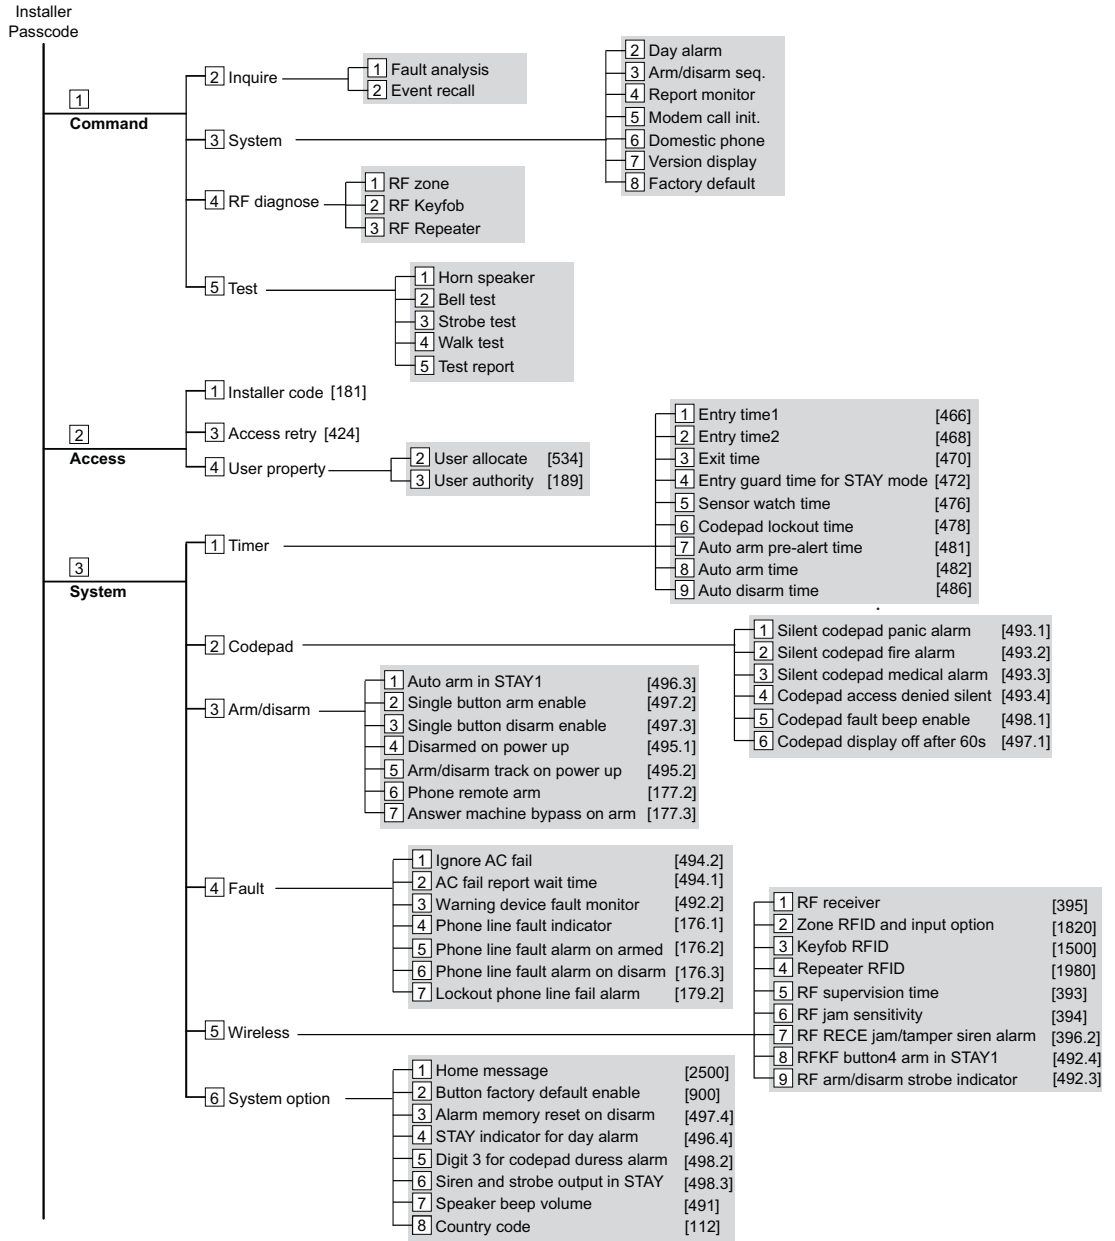 Installer
Passcode
1
Command
2 Inquire
1 Fault analysis
2 Event recall
3 System
2 Day alarm
3 Arm/disarm seq.
4 Report monitor
5 Modem call init.
6 Domestic phone
7 Version display
8 Factory default
4 RF diagnose
1 RF zone
2 RF Keyfob
3 RF Repeater
5 Test
1 Horn speaker
2 Bell test
3 Strobe test
4 Walk test
5 Test report
2
Access
1 Installer code [181]
3 Access retry [424]
4 User property
2 User allocate [534]
3 User authority [189]
3
System
1 Timer
1 Entry time1 [466]
2 Entry time2 [468]
3 Exit time [470]
4 Entry guard time for STAY mode [472]
5 Sensor watch time [476]
6 Codepad lockout time [478]
7 Auto arm pre-alert time [481]
8 Auto arm time [482]
9 Auto disarm time [486]
2 Codepad
1 Silent codepad panic alarm [493.1]
2 Silent codepad fire alarm [493.2]
3 Silent codepad medical alarm [493.3]
4 Codepad access denied silent [493.4]
5 Codepad fault beep enable [498.1]
6 Codepad display off after 60s [497.1]
3 Arm/disarm
1 Auto arm in STAY1 [496.3]
2 Single button arm enable [497.2]
3 Single button disarm enable [497.3]
4 Disarmed on power up [495.1]
5 Arm/disarm track on power up [495.2]
6 Phone remote arm [177.2]
7 Answer machine bypass on arm [177.3]
4 Fault
1 Ignore AC fail [494.2]
2 AC fail report wait time [494.1]
3 Warning device fault monitor [492.2]
4 Phone line fault indicator [176.1]
5 Phone line fault alarm on armed [176.2]
6 Phone line fault alarm on disarm [176.3]
7 Lockout phone line fail alarm [179.2]
5 Wireless
1 RF receiver [395]
2 Zone RFID and input option [1820]
3 Keyfob RFID [1500]
4 Repeater RFID [1980]
5 RF supervision time [393]
6 RF jam sensitivity [394]
7 RF RECE jam/tamper siren alarm [396.2]
8 RFKF button4 arm in STAY1 [492.4]
9 RF arm/disarm strobe indicator [492.3]
6 System option
1 Home message [2500]
2 Button factory default enable [900]
3 Alarm memory reset on disarm [497.4]
4 STAY indicator for day alarm [496.4]
5 Digit 3 for codepad duress alarm [498.2]
6 Siren and strobe output in STAY [498.3]
7 Speaker beep volume [491]
8 Country code [112]